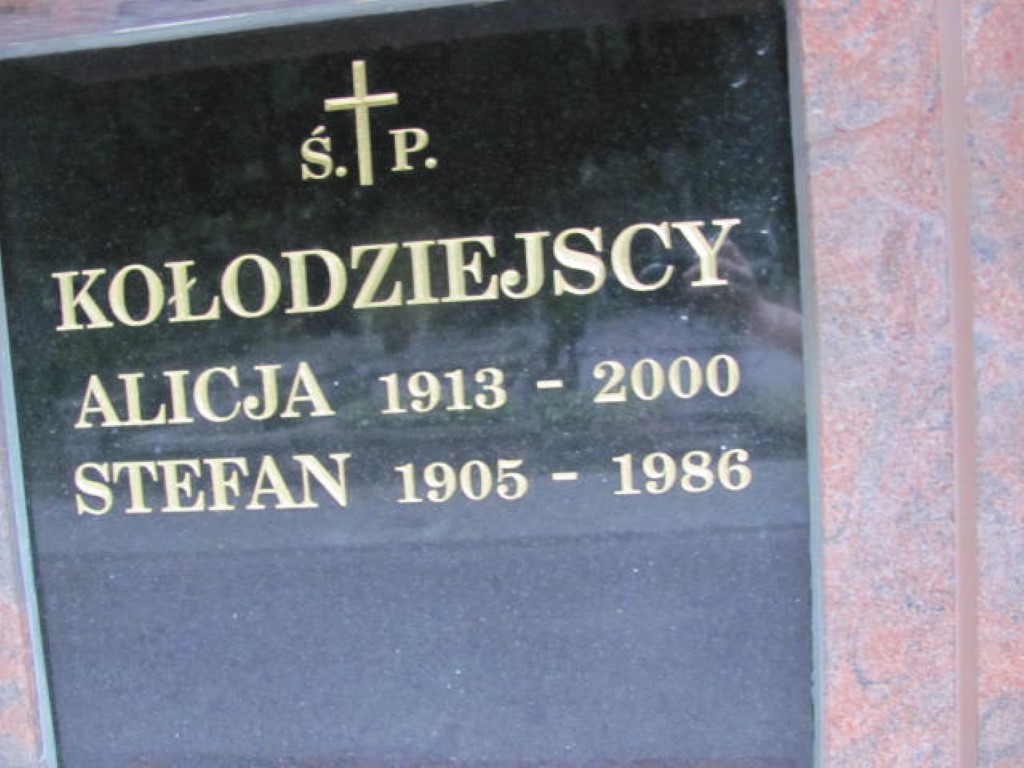 Ś. P.
KOŁODZIEJSCY
ALICJA 1913 - 2000
STEFAN 1905 - 1986